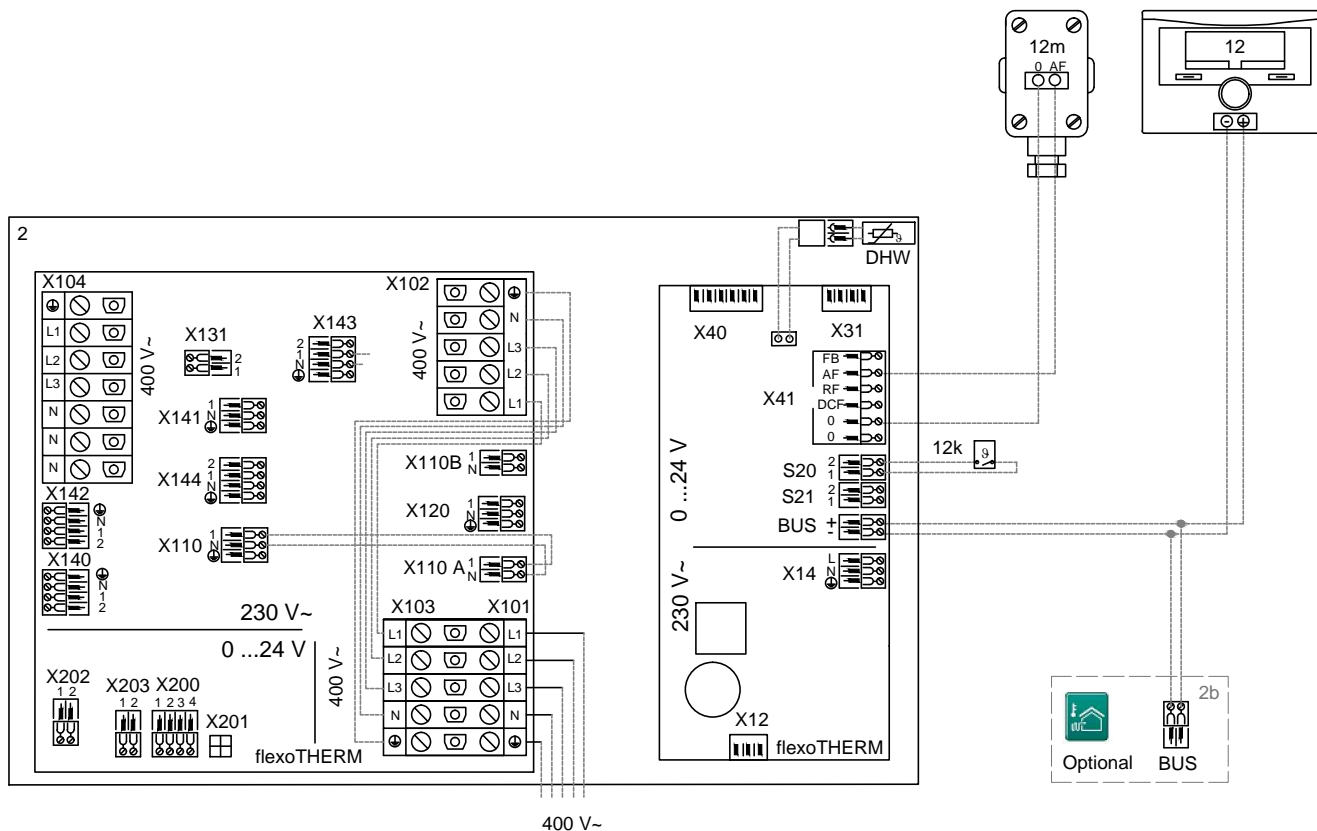 12m
0 AF
12
2
DHW
X104
L1
L2
L3
N
N
N
400 V~
X131
2
1
X143
2
1
N
X102
400 V~
N
L3
L2
L1
X40
X31
X41
FB
AF
RF
DCF
0
0
X141
1
N
X144
2
1
N
X110B
1
N
X120
1
N
X142
N
1
2
X110
1
N
X110 A
1
N
X140
N
1
2
0 ...24 V
S20
2
1
12k
ϑ
ϑ
S21
2
1
BUS
+
-
X14
L
N
230 V~
230 V~
0 ...24 V
X103
X101
400 V~
L1
L1
L2
L2
L3
L3
N
N
X202
1 2
X203
1 2
X200
1 2 3 4
X201
flexoTHERM
X12
flexoTHERM
2b
Optional
BUS
400 V~